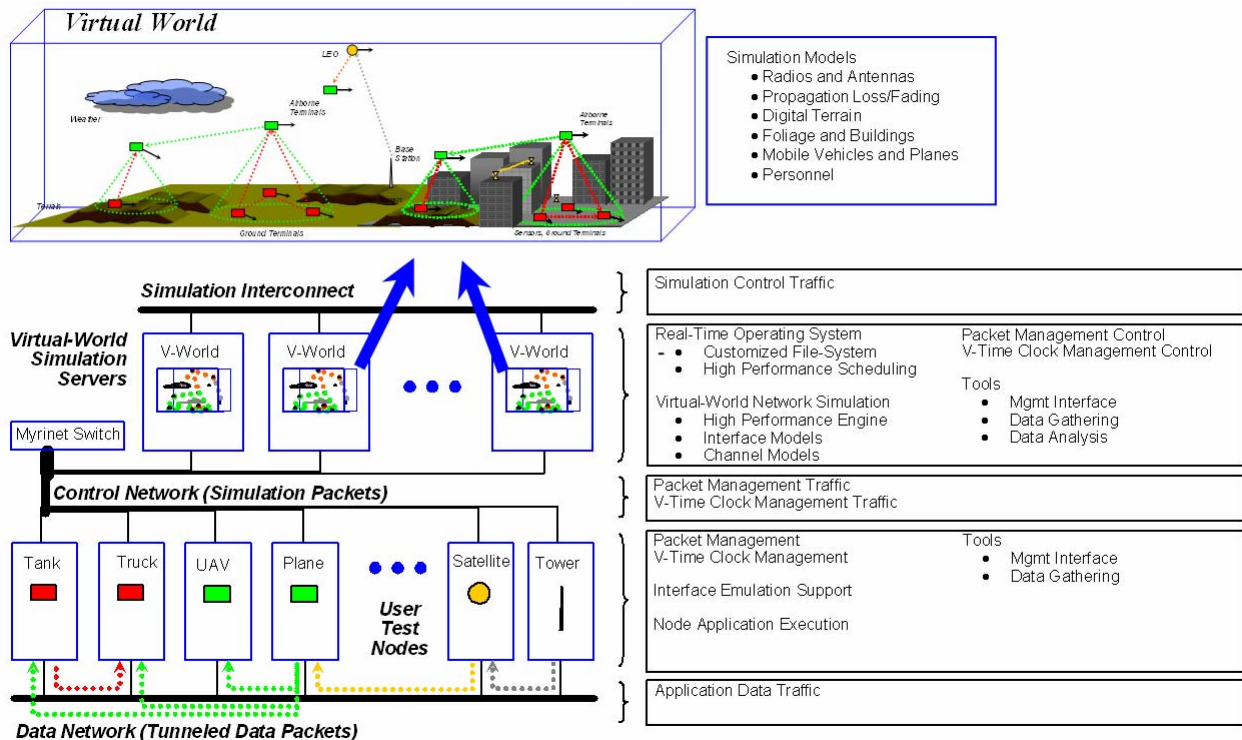 Virtual World
LEO
Weather
Airborne
Terminals
Airborne
Terminals
Base
Station
Terrain
Ground Terminals
Sensors, Ground Terminals
Simulation Models
• Radios and Antennas
• Propagation Loss/Fading
• Digital Terrain
• Foliage and Buildings
• Mobile Vehicles and Planes
• Personnel
Simulation Interconnect
Simulation Control Traffic
Virtual-World
Simulation
Servers
V-World
V-World
V-World
Myrinet Switch
Real-Time Operating System
- • Customized File-System
• High Performance Scheduling
Virtual-World Network Simulation
• High Performance Engine
• Interface Models
• Channel Models
Packet Management Control
V-Time Clock Management Control
Tools
• Mgmt Interface
• Data Gathering
• Data Analysis
Control Network (Simulation Packets)
Packet Management Traffic
V-Time Clock Management Traffic
Tank
Truck
UAV
Plane
Satellite
Tower
User
Test
Nodes
Packet Management
V-Time Clock Management
Interface Emulation Support
Node Application Execution
Tools
• Mgmt Interface
• Data Gathering
Application Data Traffic
Data Network (Tunneled Data Packets)